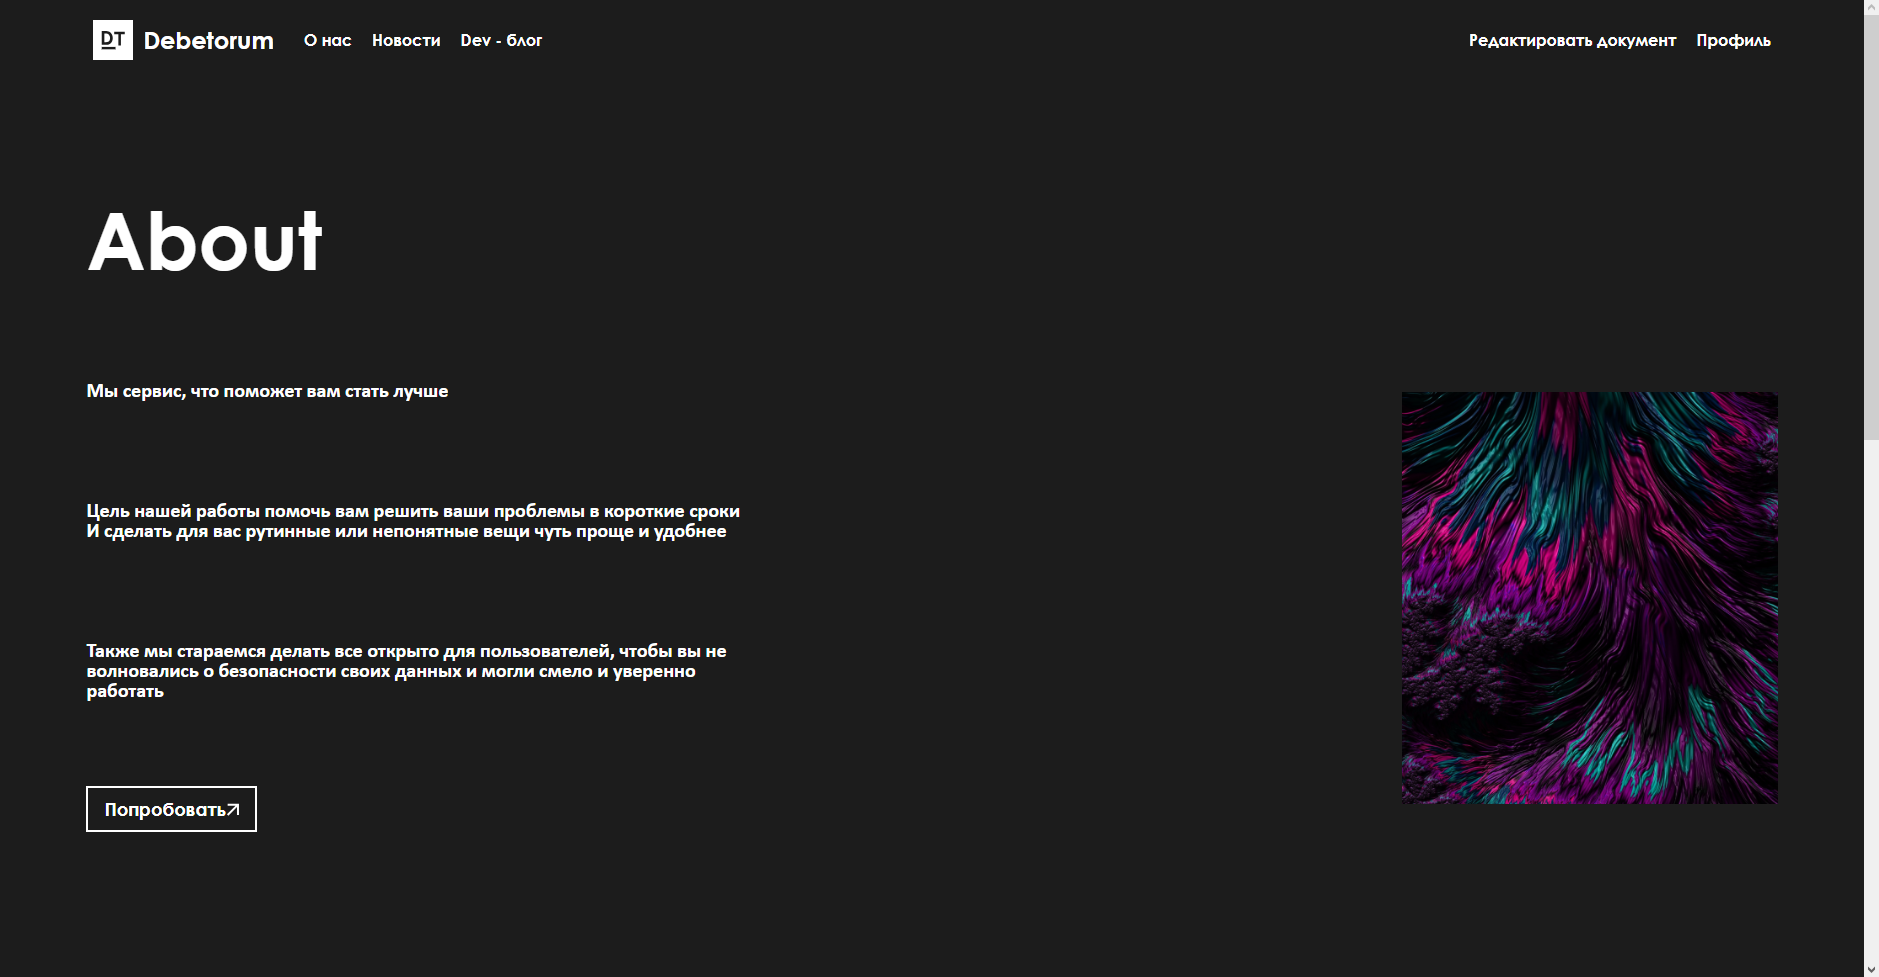 DT Debetorum О нас Новости Dev - блог Редактировать документ Профиль
About
Мы сервис, что поможет вам стать лучше
Цель нашей работы помочь вам решить ваши проблемы в короткие сроки
И сделать для вас рутинные или непонятные вещи чуть проще и удобнее
Также мы стараемся делать все открыто для пользователей, чтобы вы не
волновались о безопасности своих данных и могли смело и уверенно
работать
Попробовать